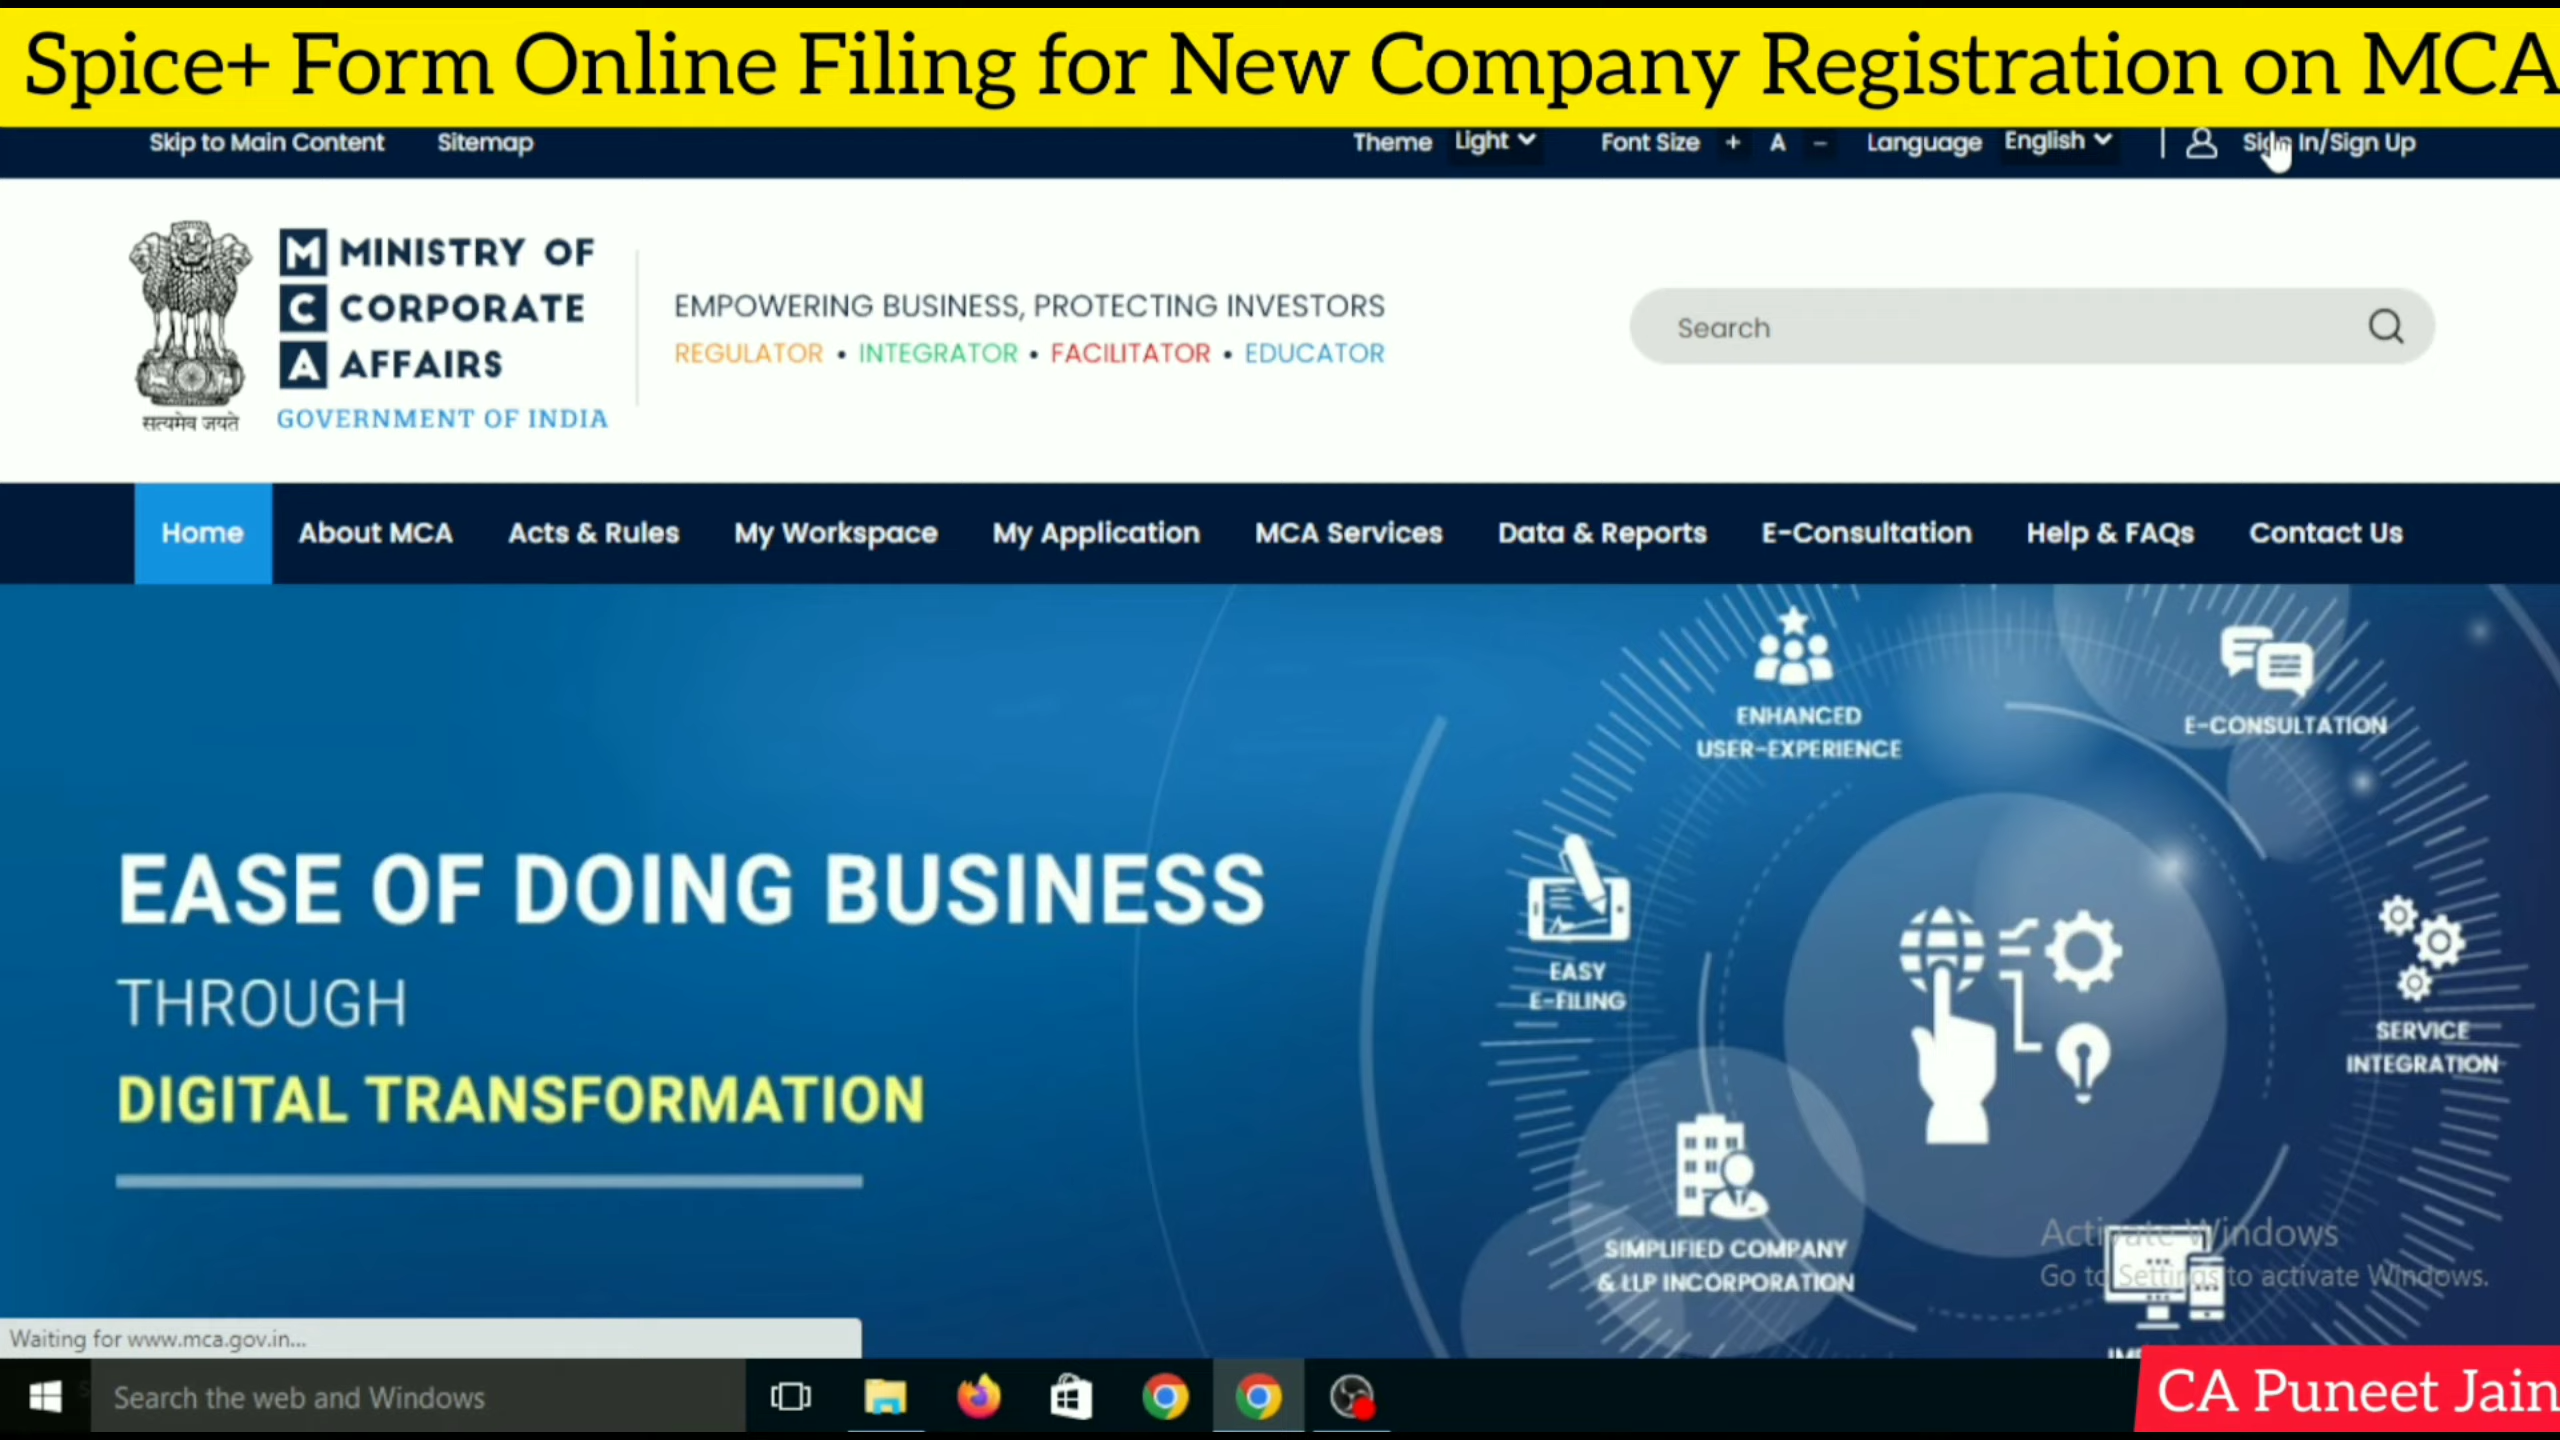 Spice+ Form Online Filing for New Company Registration on MCA
Skip to Main Content Sitemap Theme Light Font Size + A - Language English Sign In/Sign Up
M MINISTRY OF
C CORPORATE
A AFFAIRS
सत्यमेव जयते GOVERNMENT OF INDIA
EMPOWERING BUSINESS, PROTECTING INVESTORS
REGULATOR • INTEGRATOR • FACILITATOR • EDUCATOR
Search
Home About MCA Acts & Rules My Workspace My Application MCA Services Data & Reports E-Consultation Help & FAQs Contact Us
ENHANCED
USER-EXPERIENCE
E-CONSULTATION
EASE OF DOING BUSINESS
THROUGH
DIGITAL TRANSFORMATION
EASY
E-FILING
SERVICE
INTEGRATION
SIMPLIFIED COMPANY
& LLP INCORPORATION
Activate Windows
Go to Settings to activate Windows.
Waiting for www.mca.gov.in...
Search the web and Windows
CA Puneet Jain